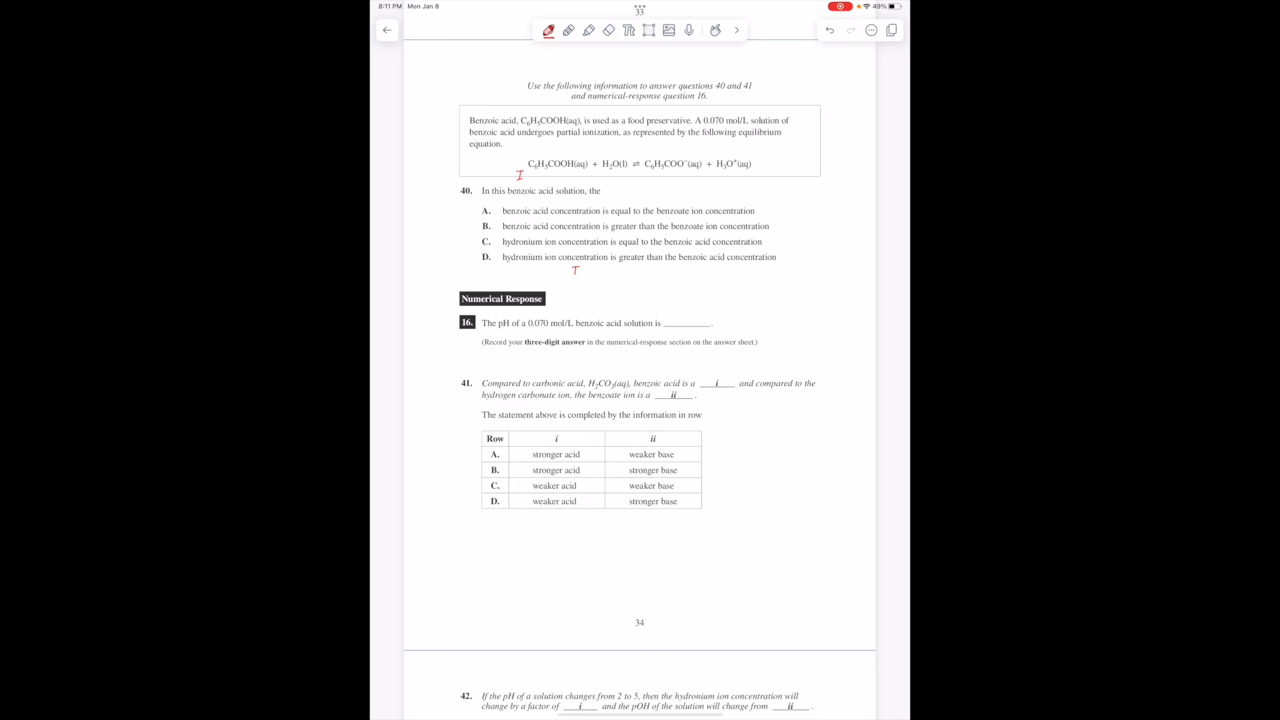 8:11 PM Mon Jan 8
49%
33
Use the following information to answer questions 40 and 41
and numerical-response question 16.
Benzoic acid, C₆H₅COOH(aq), is used as a food preservative. A 0.070 mol/L solution of
benzoic acid undergoes partial ionization, as represented by the following equilibrium
equation.
C₆H₅COOH(aq) + H₂O(l) ⇌ C₆H₅COO⁻(aq) + H₃O⁺(aq)
I
40. In this benzoic acid solution, the
A. benzoic acid concentration is equal to the benzoate ion concentration
B. benzoic acid concentration is greater than the benzoate ion concentration
C. hydronium ion concentration is equal to the benzoic acid concentration
D. hydronium ion concentration is greater than the benzoic acid concentration
T
Numerical Response
16. The pH of a 0.070 mol/L benzoic acid solution is ________.
(Record your three-digit answer in the numerical-response section on the answer sheet.)
41. Compared to carbonic acid, H₂CO₃(aq), benzoic acid is a __i__ and compared to the
hydrogen carbonate ion, the benzoate ion is a __ii__.
The statement above is completed by the information in row
Row i ii
A. stronger acid weaker base
B. stronger acid stronger base
C. weaker acid weaker base
D. weaker acid stronger base
34
42. If the pH of a solution changes from 2 to 5, then the hydronium ion concentration will
change by a factor of __i__ and the pOH of the solution will change from __ii__.